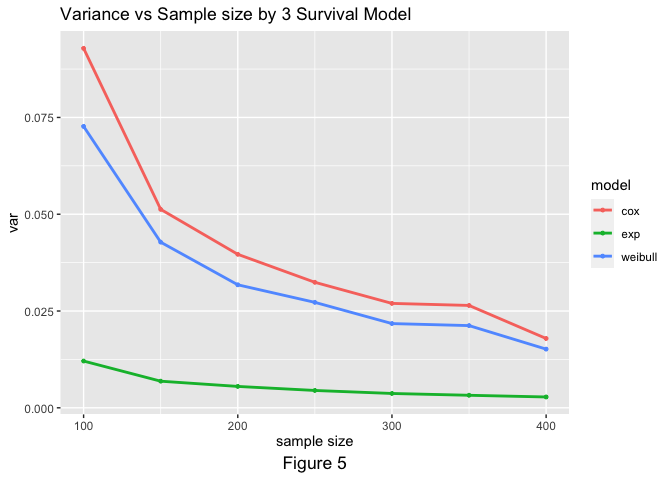 Variance vs Sample size by 3 Survival Model
var
0.075
0.050
0.025
0.000
100
200
300
400
sample size
Figure 5
model
cox
exp
weibull